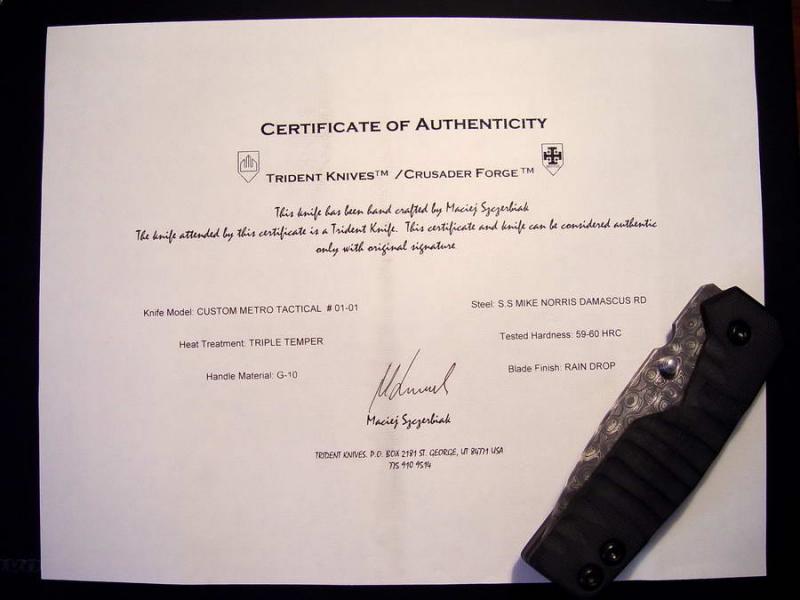 CERTIFICATE OF AUTHENTICITY
TRIDENT KNIVES™ /CRUSADER FORGE™
This knife has been hand crafted by Maciej Szczerbiak
The knife attended by this certificate is a Trident Knife. This certificate and knife can be considered authentic
only with original signature
Knife Model: CUSTOM METRO TACTICAL # 01-01
Steel: S.S MIKE NORRIS DAMASCUS RD
Heat Treatment: TRIPLE TEMPER
Tested Hardness: 59-60 HRC
Handle Material: G-10
Blade Finish: RAIN DROP
Maciej Szczerbiak
TRIDENT KNIVES. P.O. BOX 2181 ST. GEORGE, UT 84771 USA
775 910 9514